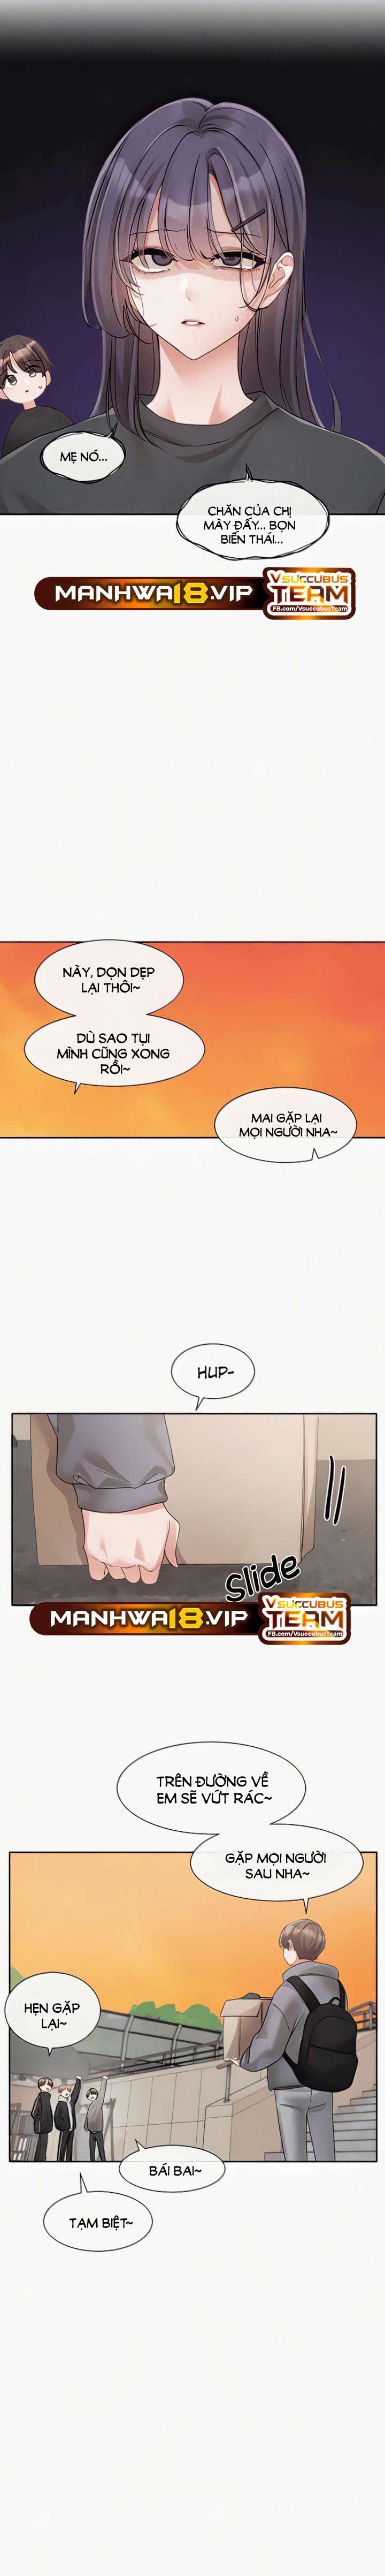 MẸ NÓ...
CHĂN CỦA CHỊ
MÀY ĐẤY... BỌN
BIẾN THÁI...
MANHWA18.VIP
VSUCCUBUS
TEAM
FB.com/VsuccubusTeam
NÀY, DỌN DẸP
LẠI THÔI~
DÙ SAO TỤI
MÌNH CŨNG XONG
RỒI~
MAI GẶP LẠI
MỌI NGƯỜI NHA~
HUP~
Slide
MANHWA18.VIP
VSUCCUBUS
TEAM
FB.com/VsuccubusTeam
TRÊN ĐƯỜNG VỀ
EM SẼ VỨT RÁC~
GẶP MỌI NGƯỜI
SAU NHA~
HẸN GẶP
LẠI~
BÁI BAI~
TẠM BIỆT~